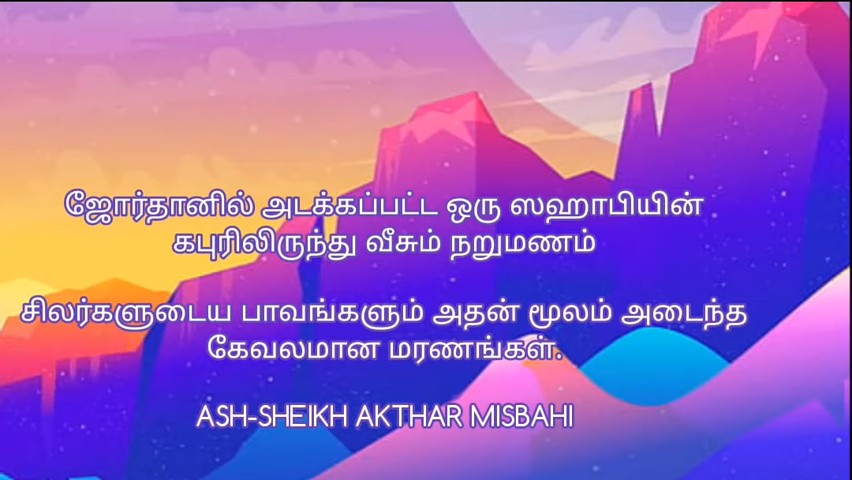 ஜோர்தானில் அடக்கப்பட்ட ஒரு ஸஹாபியின்
கபுரிலிருந்து வீசும் நறுமணம்
சிலர்களுடைய பாவங்களும் அதன் மூலம் அடைந்த
கேவலமான மரணங்கள்.
ASH-SHEIKH AKTHAR MISBAHI